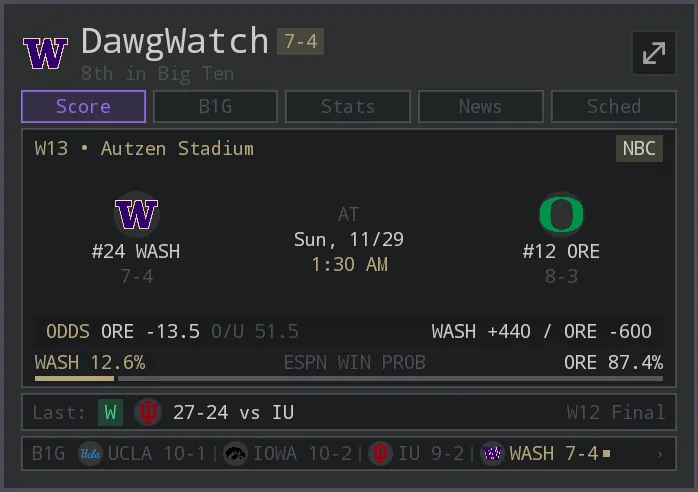 W DawgWatch 7-4
8th in Big Ten
Score B1G Stats News Sched
W13 • Autzen Stadium NBC
W AT O
Sun, 11/29
#24 WASH #12 ORE
1:30 AM
7-4 8-3
ODDS ORE -13.5 O/U 51.5 WASH +440 / ORE -600
WASH 12.6% ESPN WIN PROB ORE 87.4%
Last: W 27-24 vs IU W12 Final
B1G Ucla UCLA 10-1 | IOWA 10-2 | IU 9-2 | W WASH 7-4 ▪ ›